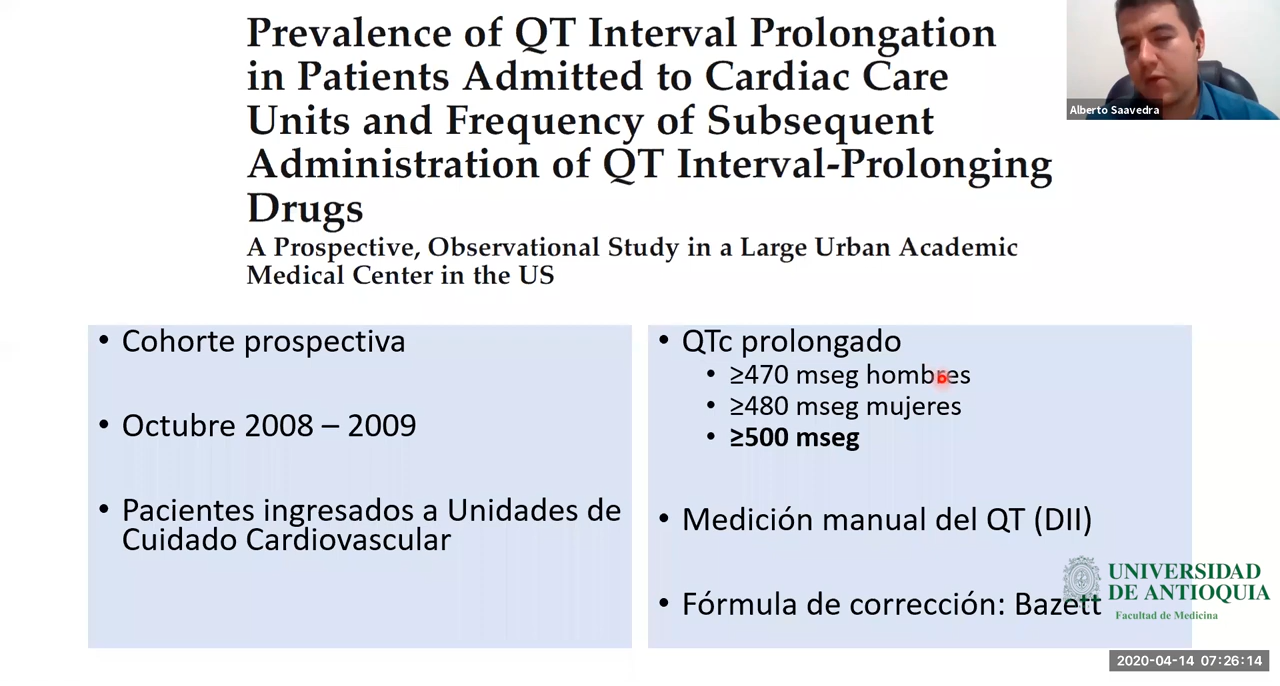 Prevalence of QT Interval Prolongation
in Patients Admitted to Cardiac Care
Units and Frequency of Subsequent
Administration of QT Interval-Prolonging
Drugs
A Prospective, Observational Study in a Large Urban Academic
Medical Center in the US
Alberto Saavedra
• Cohorte prospectiva
• Octubre 2008 – 2009
• Pacientes ingresados a Unidades de
Cuidado Cardiovascular
• QTc prolongado
• ≥470 mseg hombres
• ≥480 mseg mujeres
• ≥500 mseg
• Medición manual del QT (DII)
• Fórmula de corrección: Bazett
UNIVERSIDAD
DE ANTIOQUIA
Facultad de Medicina
2020-04-14 07:26:14